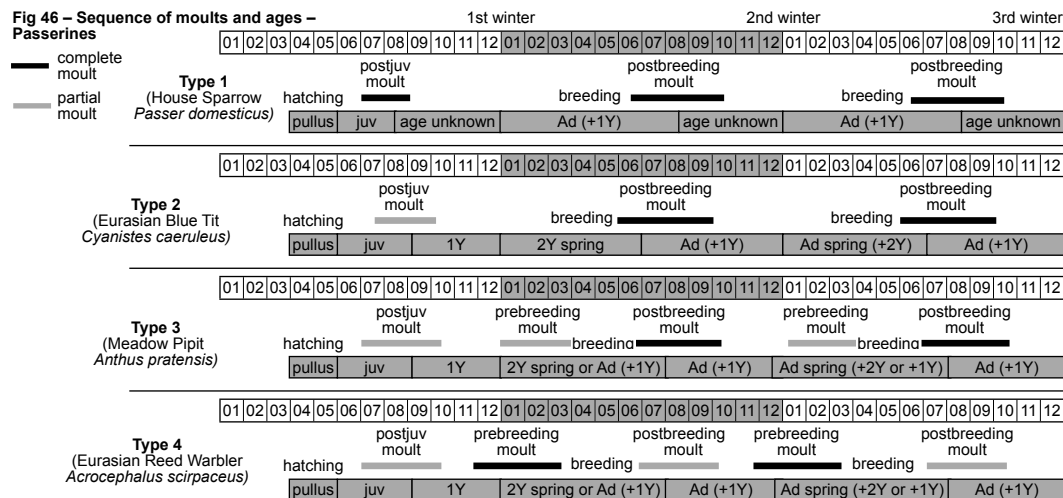 Fig 46 – Sequence of moults and ages –
Passerines
1st winter 2nd winter 3rd winter
complete
moult
partial
moult
01 02 03 04 05 06 07 08 09 10 11 12 01 02 03 04 05 06 07 08 09 10 11 12 01 02 03 04 05 06 07 08 09 10 11 12
Type 1
(House Sparrow
Passer domesticus)
postjuv
moult
postbreeding
moult
postbreeding
moult
hatching breeding breeding
pullus juv age unknown Ad (+1Y) age unknown Ad (+1Y) age unknown
01 02 03 04 05 06 07 08 09 10 11 12 01 02 03 04 05 06 07 08 09 10 11 12 01 02 03 04 05 06 07 08 09 10 11 12
Type 2
(Eurasian Blue Tit
Cyanistes caeruleus)
postjuv
moult
postbreeding
moult
postbreeding
moult
hatching breeding breeding
pullus juv 1Y 2Y spring Ad (+1Y) Ad spring (+2Y) Ad (+1Y)
01 02 03 04 05 06 07 08 09 10 11 12 01 02 03 04 05 06 07 08 09 10 11 12 01 02 03 04 05 06 07 08 09 10 11 12
Type 3
(Meadow Pipit
Anthus pratensis)
postjuv
moult
prebreeding
moult
postbreeding
moult
prebreeding
moult
postbreeding
moult
hatching breeding breeding
pullus juv 1Y 2Y spring or Ad (+1Y) Ad (+1Y) Ad spring (+2Y or +1Y) Ad (+1Y)
01 02 03 04 05 06 07 08 09 10 11 12 01 02 03 04 05 06 07 08 09 10 11 12 01 02 03 04 05 06 07 08 09 10 11 12
Type 4
(Eurasian Reed Warbler
Acrocephalus scirpaceus)
postjuv
moult
prebreeding
moult
postbreeding
moult
prebreeding
moult
postbreeding
moult
hatching breeding breeding
pullus juv 1Y 2Y spring or Ad (+1Y) Ad (+1Y) Ad spring (+2Y or +1Y) Ad (+1Y)